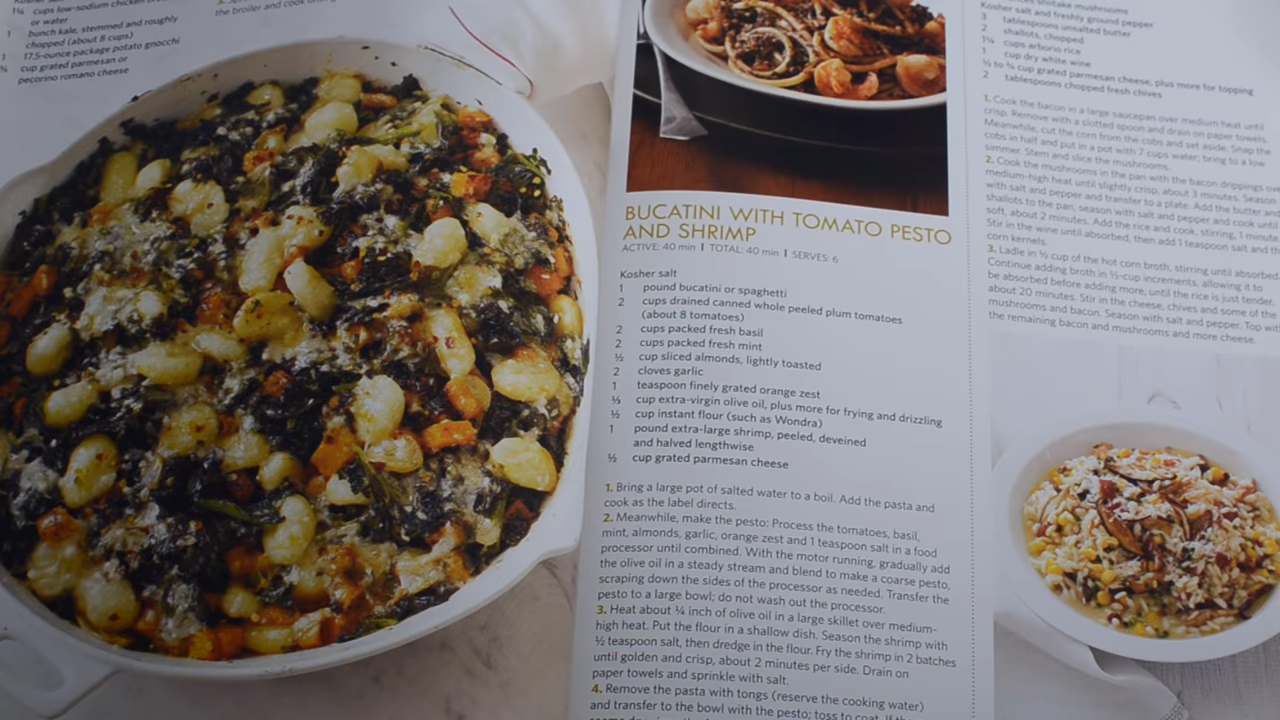 1¼ cups low-sodium chicken
or water
1 bunch kale, stemmed and roughly
chopped (about 8 cups)
1 17.5-ounce package potato gnocchi
cup grated parmesan or
pecorino romano cheese
the broiler and cook
BUCATINI WITH TOMATO PESTO
AND SHRIMP
ACTIVE: 40 min | TOTAL: 40 min | SERVES: 6
Kosher salt
1 pound bucatini or spaghetti
2 cups drained canned whole peeled plum tomatoes
(about 8 tomatoes)
2 cups packed fresh basil
2 cups packed fresh mint
½ cup sliced almonds, lightly toasted
2 cloves garlic
1 teaspoon finely grated orange zest
⅓ cup extra-virgin olive oil, plus more for frying and drizzling
½ cup instant flour (such as Wondra)
1 pound extra-large shrimp, peeled, deveined
and halved lengthwise
½ cup grated parmesan cheese
1. Bring a large pot of salted water to a boil. Add the pasta and
cook as the label directs.
2. Meanwhile, make the pesto: Process the tomatoes, basil,
mint, almonds, garlic, orange zest and 1 teaspoon salt in a food
processor until combined. With the motor running, gradually add
the olive oil in a steady stream and blend to make a coarse pesto,
scraping down the sides of the processor as needed. Transfer the
pesto to a large bowl; do not wash out the processor.
3. Heat about ¼ inch of olive oil in a large skillet over medium-
high heat. Put the flour in a shallow dish. Season the shrimp with
½ teaspoon salt, then dredge in the flour. Fry the shrimp in 2 batches
until golden and crisp, about 2 minutes per side. Drain on
paper towels and sprinkle with salt.
4. Remove the pasta with tongs (reserve the cooking water)
and transfer to the bowl with the pesto; toss to coat. If
shiitake mushrooms
Kosher salt and freshly ground pepper
3 tablespoons unsalted butter
2 shallots, chopped
1¼ cups arborio rice
1 cup dry white wine
½ to ¾ cup grated parmesan cheese, plus more for topping
2 tablespoons chopped fresh chives
1. Cook the bacon in a large saucepan over medium heat until
crisp. Remove with a slotted spoon and drain on paper towels.
Meanwhile, cut the corn from the cobs and set aside. Snap the
cobs in half and put in a pot with 7 cups water; bring to a low
simmer. Stem and slice the mushrooms.
2. Cook the mushrooms in the pan with the bacon drippings
medium-high heat until slightly crisp, about 3 minutes. Season
with salt and pepper and transfer to a plate. Add the butter and
shallots to the pan, season with salt and pepper and cook until
soft, about 2 minutes. Add the rice and cook, stirring, 1 minute.
Stir in the wine until absorbed, then add 1 teaspoon salt and
corn kernels.
3. Ladle in ½ cup of the hot corn broth, stirring until absorbed.
Continue adding broth in ½-cup increments, allowing it to
be absorbed before adding more, until the rice is just tender,
about 20 minutes. Stir in the cheese, chives and some of the
mushrooms and bacon. Season with salt and pepper. Top
the remaining bacon and mushrooms and more cheese.